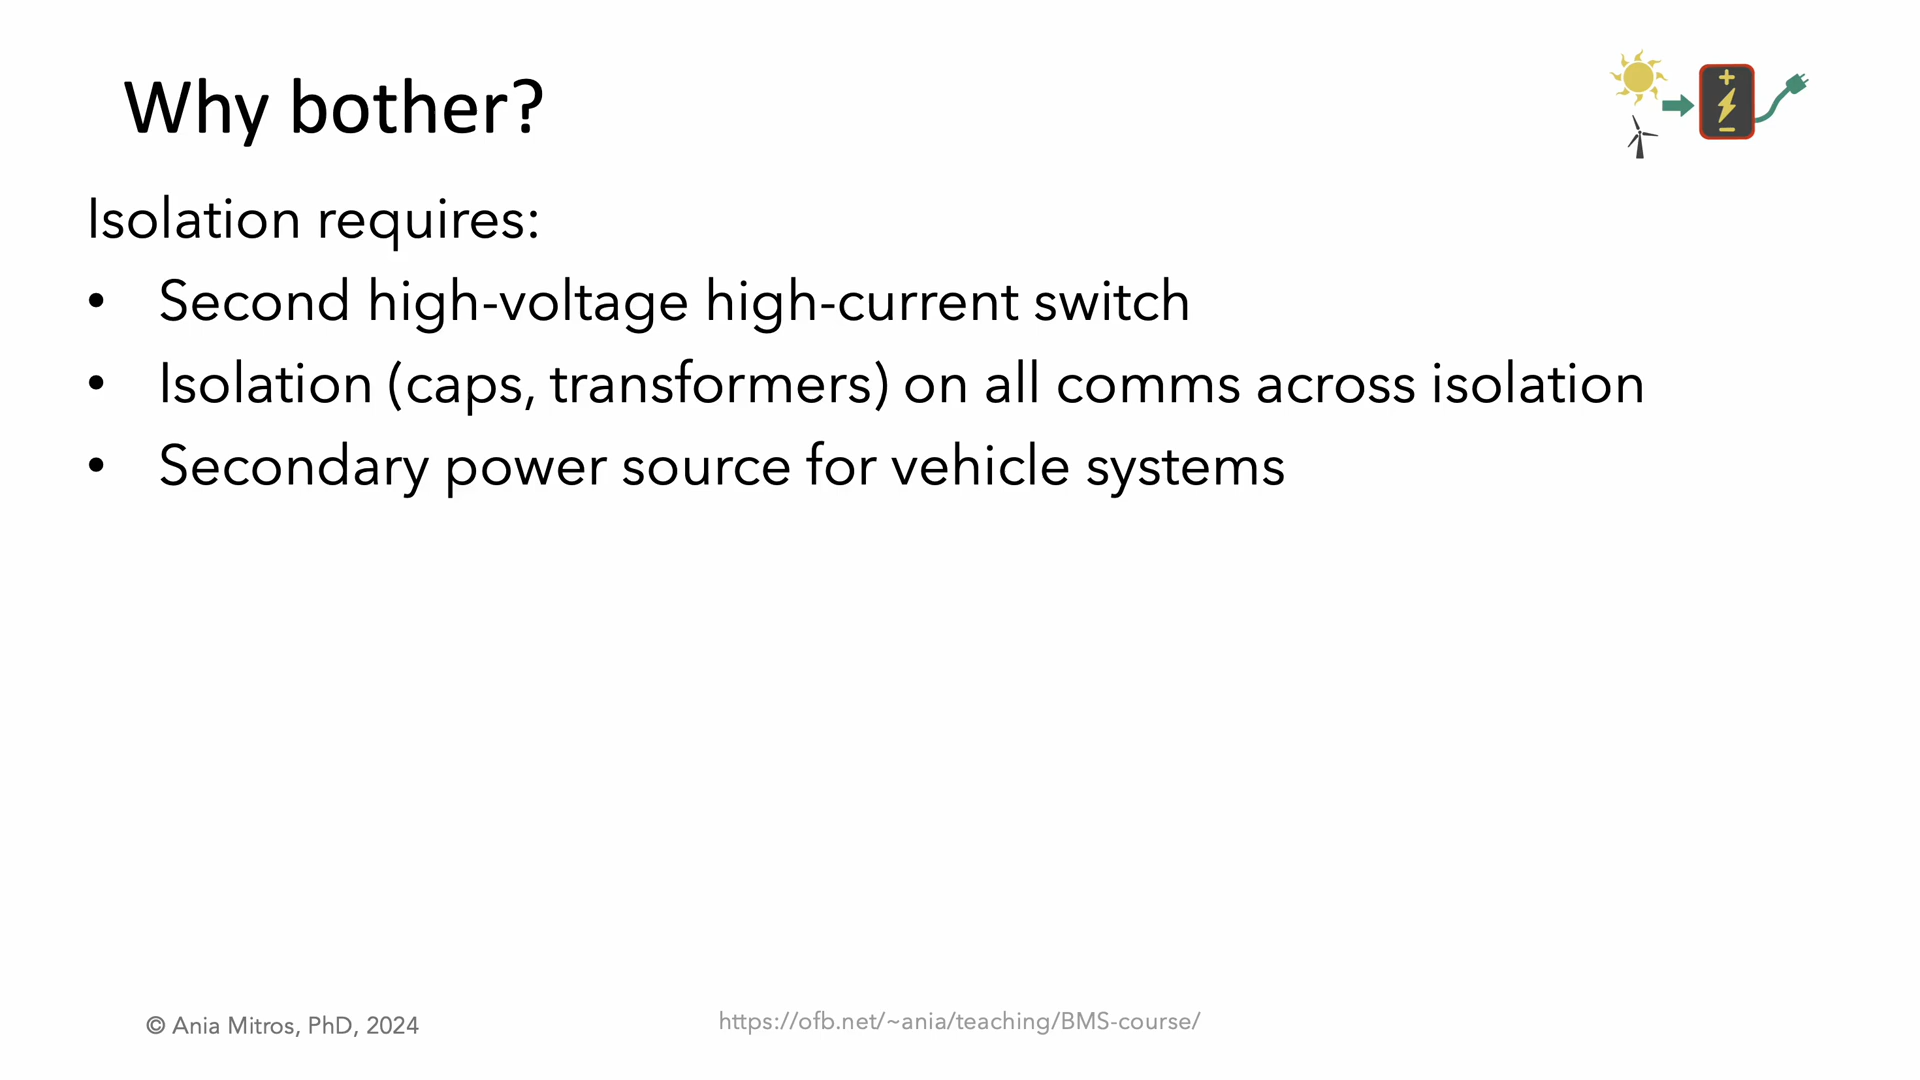 Why bother?
Isolation requires:
• Second high-voltage high-current switch
• Isolation (caps, transformers) on all comms across isolation
• Secondary power source for vehicle systems
© Ania Mitros, PhD, 2024
https://ofb.net/~ania/teaching/BMS-course/